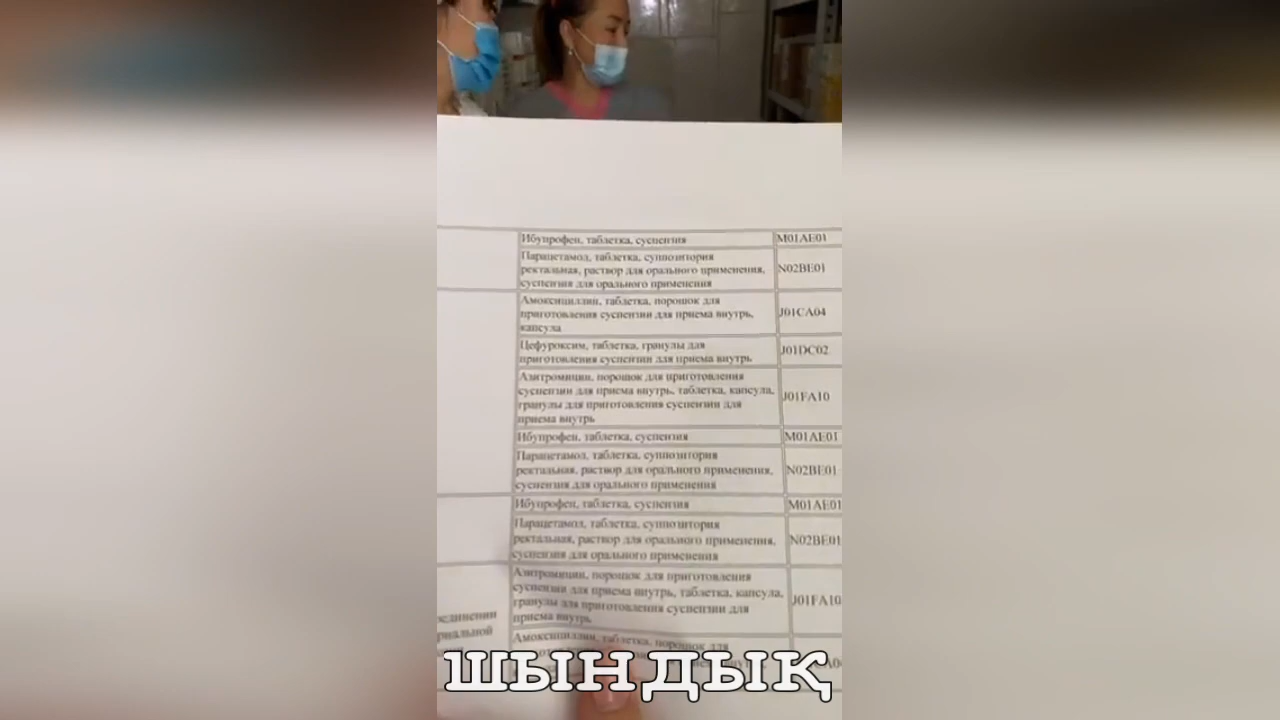 Ибупрофен, таблетка, суспензия M01AE01
Парацетамол, таблетка, суппозитория
ректальная, раствор для орального применения, N02BE01
суспензия для орального применения
Амоксициллин, таблетка, порошок для
приготовления суспензии для приема внутрь, J01CA04
капсула
Цефуроксим, таблетка, гранулы для J01DC02
приготовления суспензии для приема внутрь
Азитромицин, порошок для приготовления
суспензии для приема внутрь, таблетка, капсула, J01FA10
гранулы для приготовления суспензии для
приема внутрь
Ибупрофен, таблетка, суспензия M01AE01
Парацетамол, таблетка, суппозитория
ректальная, раствор для орального применения, N02BE01
суспензия для орального применения
Ибупрофен, таблетка, суспензия M01AE01
Парацетамол, таблетка, суппозитория
ректальная, раствор для орального применения, N02BE01
суспензия для орального применения
Азитромицин, порошок для приготовления
суспензии для приема внутрь, таблетка, капсула, J01FA10
гранулы для приготовления суспензии для
приема внутрь
Амоксициллин, таблетка, порошок для
шындық